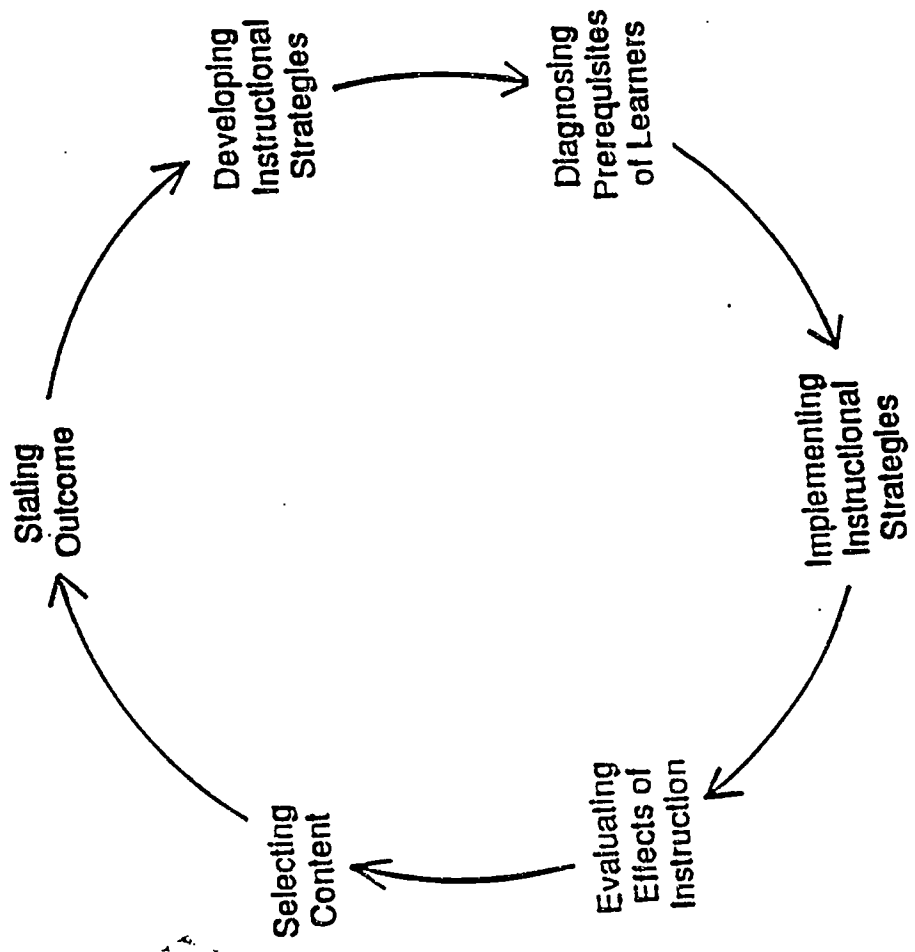 Stating
Outcome
Developing
Instructional
Strategies
Diagnosing
Prerequisites
of Learners
Implementing
Instructional
Strategies
Evaluating
Effects of
Instruction
Selecting
Content